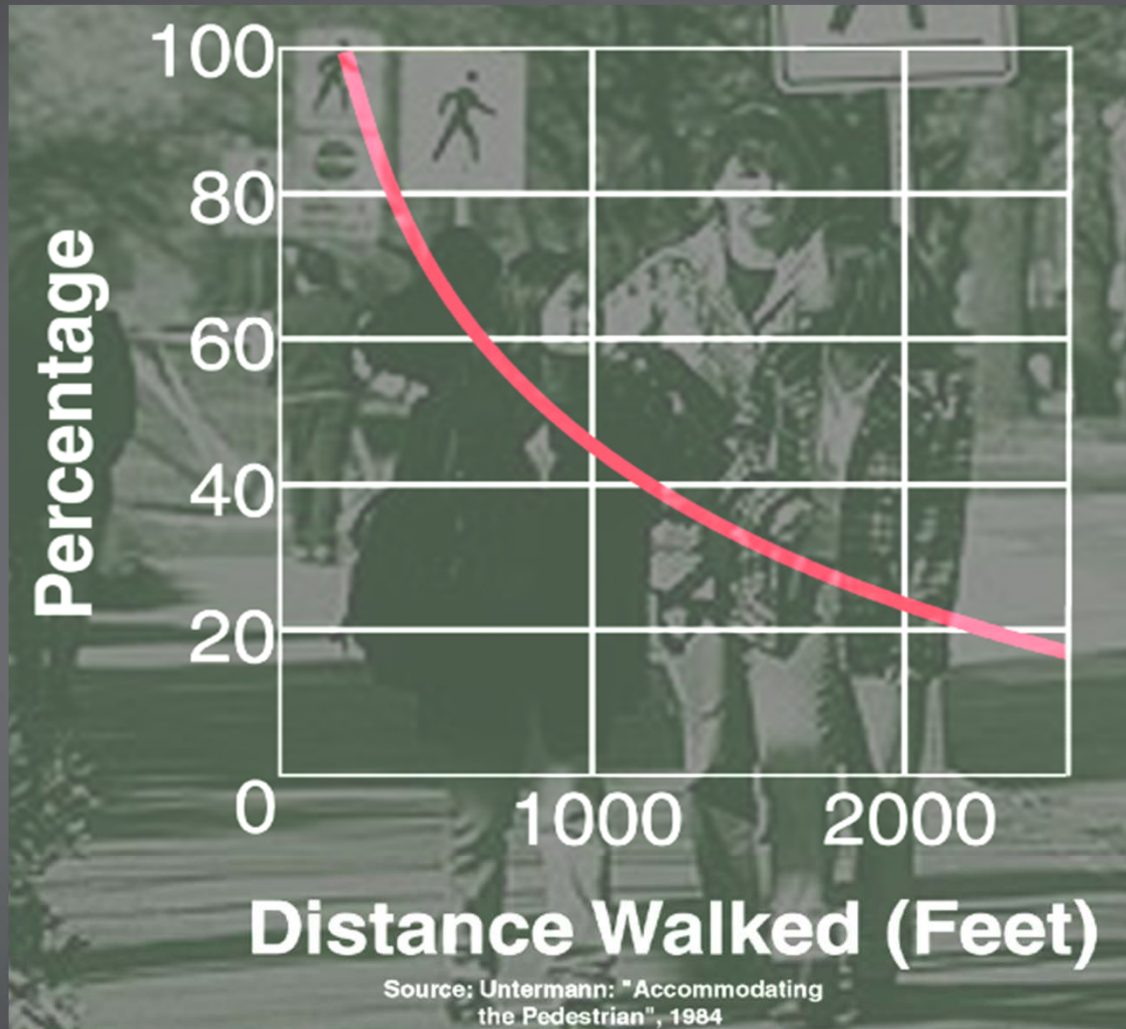 100
80
60
40
20
0
Percentage
1000
2000
Distance Walked (Feet)
Source: Untermann: "Accommodating
the Pedestrian", 1984